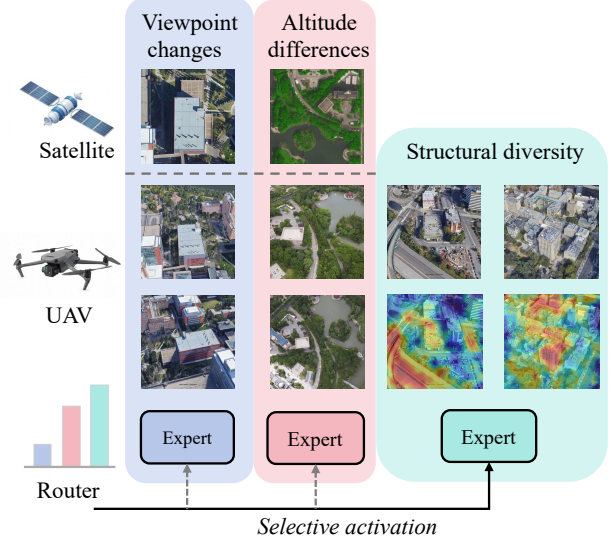 Viewpoint
changes
Altitude
differences
Satellite
Structural diversity
UAV
Expert
Expert
Expert
Router
Selective activation